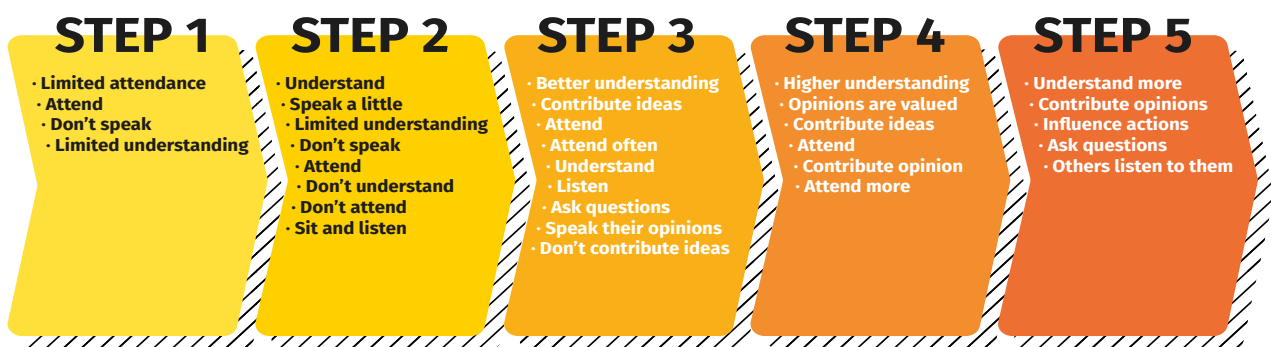 STEP 1
· Limited attendance
· Attend
· Don’t speak
· Limited understanding
STEP 2
· Understand
· Speak a little
· Limited understanding
· Don’t speak
· Attend
· Don’t understand
· Don’t attend
· Sit and listen
STEP 3
· Better understanding
· Contribute ideas
· Attend
· Attend often
· Understand
· Listen
· Ask questions
· Speak their opinions
· Don’t contribute ideas
STEP 4
· Higher understanding
· Opinions are valued
· Contribute ideas
· Attend
· Contribute opinion
· Attend more
STEP 5
· Understand more
· Contribute opinions
· Influence actions
· Ask questions
· Others listen to them